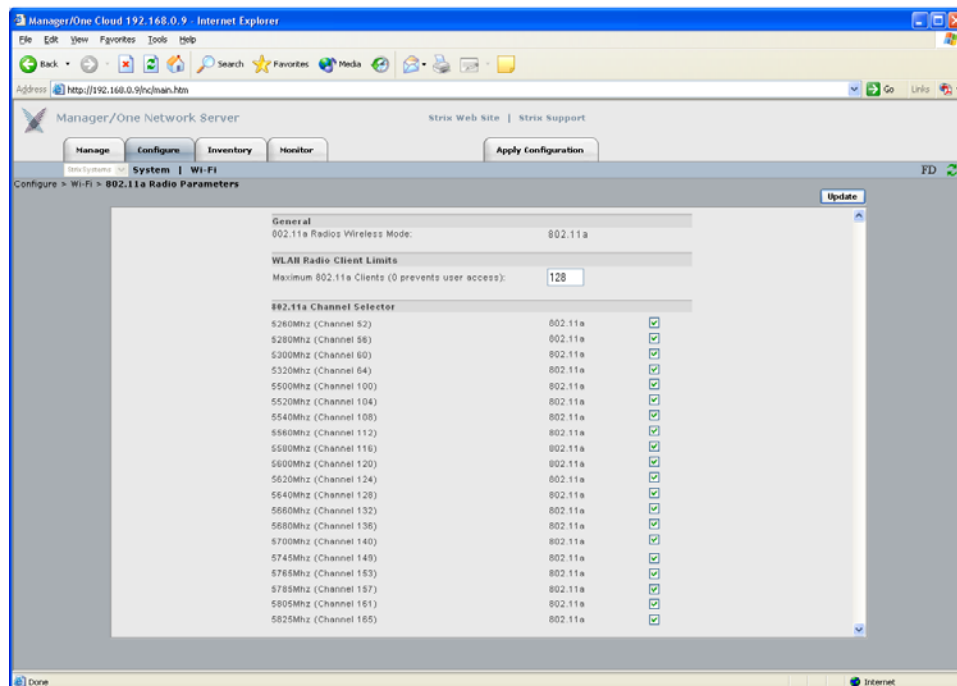 Manager/One Cloud 192.168.0.9 - Internet Explorer
File Edit View Favorites Tools Help
Back Search Favorites Media
Address http://192.168.0.9/nc/main.htm Go Links
Manager/One Network Server Strix Web Site | Strix Support
Manage Configure Inventory Monitor Apply Configuration
Strix Systems System | Wi-Fi FD
Configure > Wi-Fi > 802.11a Radio Parameters
Update
General
802.11a Radios Wireless Mode: 802.11a
WLAN Radio Client Limits
Maximum 802.11a Clients (0 prevents user access): 128
802.11a Channel Selector
5260Mhz (Channel 52) 802.11a
5280Mhz (Channel 56) 802.11a
5300Mhz (Channel 60) 802.11a
5320Mhz (Channel 64) 802.11a
5500Mhz (Channel 100) 802.11a
5520Mhz (Channel 104) 802.11a
5540Mhz (Channel 108) 802.11a
5560Mhz (Channel 112) 802.11a
5580Mhz (Channel 116) 802.11a
5600Mhz (Channel 120) 802.11a
5620Mhz (Channel 124) 802.11a
5640Mhz (Channel 128) 802.11a
5660Mhz (Channel 132) 802.11a
5680Mhz (Channel 136) 802.11a
5700Mhz (Channel 140) 802.11a
5745Mhz (Channel 149) 802.11a
5765Mhz (Channel 153) 802.11a
5785Mhz (Channel 157) 802.11a
5805Mhz (Channel 161) 802.11a
5825Mhz (Channel 165) 802.11a
Done Internet